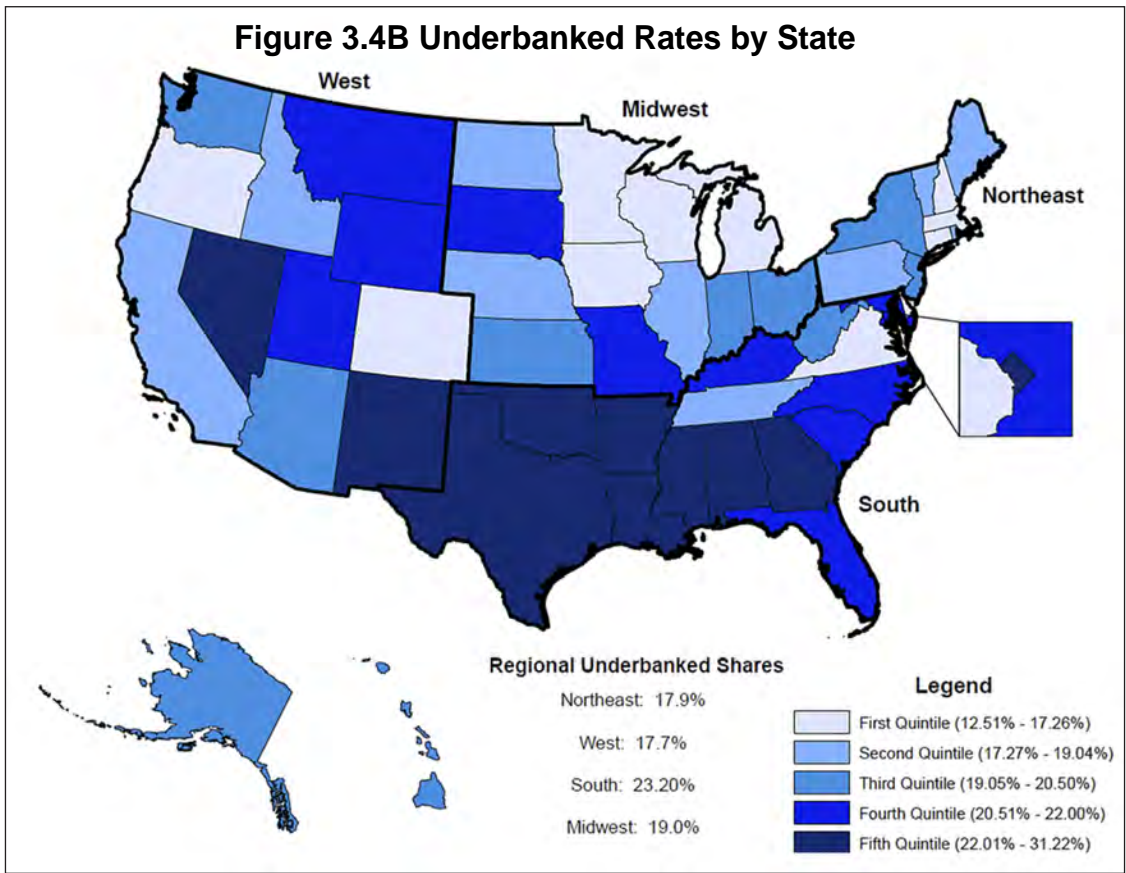 Figure 3.4B Underbanked Rates by State
West
Midwest
Northeast
South
Regional Underbanked Shares
Northeast: 17.9%
West: 17.7%
South: 23.20%
Midwest: 19.0%
Legend
First Quintile (12.51% - 17.26%)
Second Quintile (17.27% - 19.04%)
Third Quintile (19.05% - 20.50%)
Fourth Quintile (20.51% - 22.00%)
Fifth Quintile (22.01% - 31.22%)